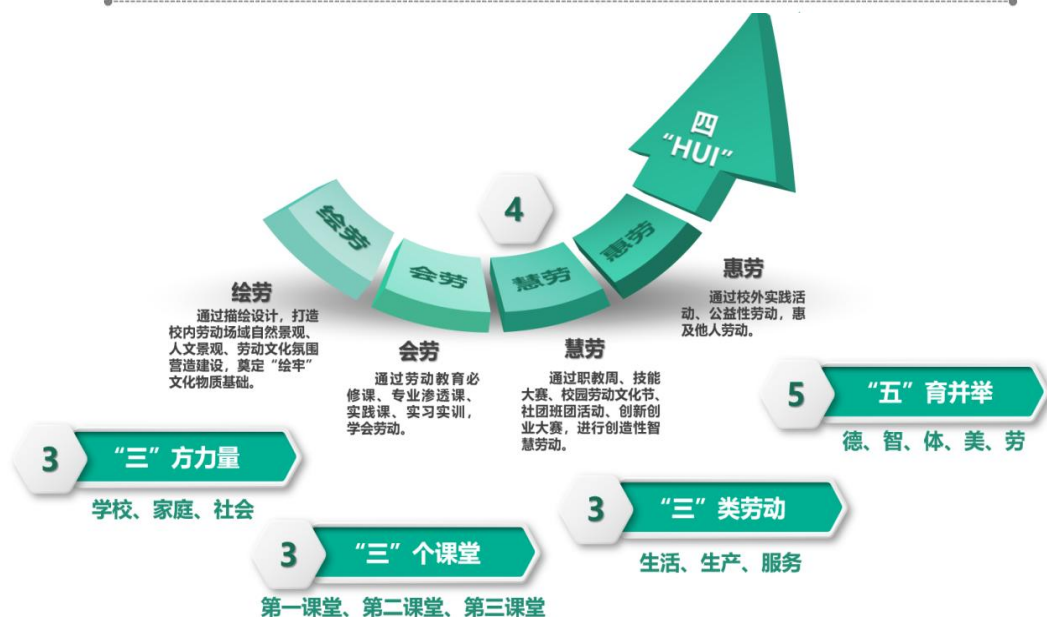 四
“HUI”
4
绘劳
会劳
慧劳
惠劳
绘劳
通过描绘设计，打造
校内劳动场域自然景观、
人文景观、劳动文化氛围
营造建设，奠定“绘牢”
文化物质基础。
会劳
通过劳动教育必
修课、专业渗透课、
实践课、实习实训，
学会劳动。
慧劳
通过职教周、技能
大赛、校园劳动文化节、
社团班团活动、创新创
业大赛，进行创造性智
慧劳动。
惠劳
通过校外实践活
动、公益性劳动，惠
及他人劳动。
3
“三”方力量
学校、家庭、社会
3
“三”个课堂
第一课堂、第二课堂、第三课堂
3
“三”类劳动
生活、生产、服务
5
“五”育并举
德、智、体、美、劳